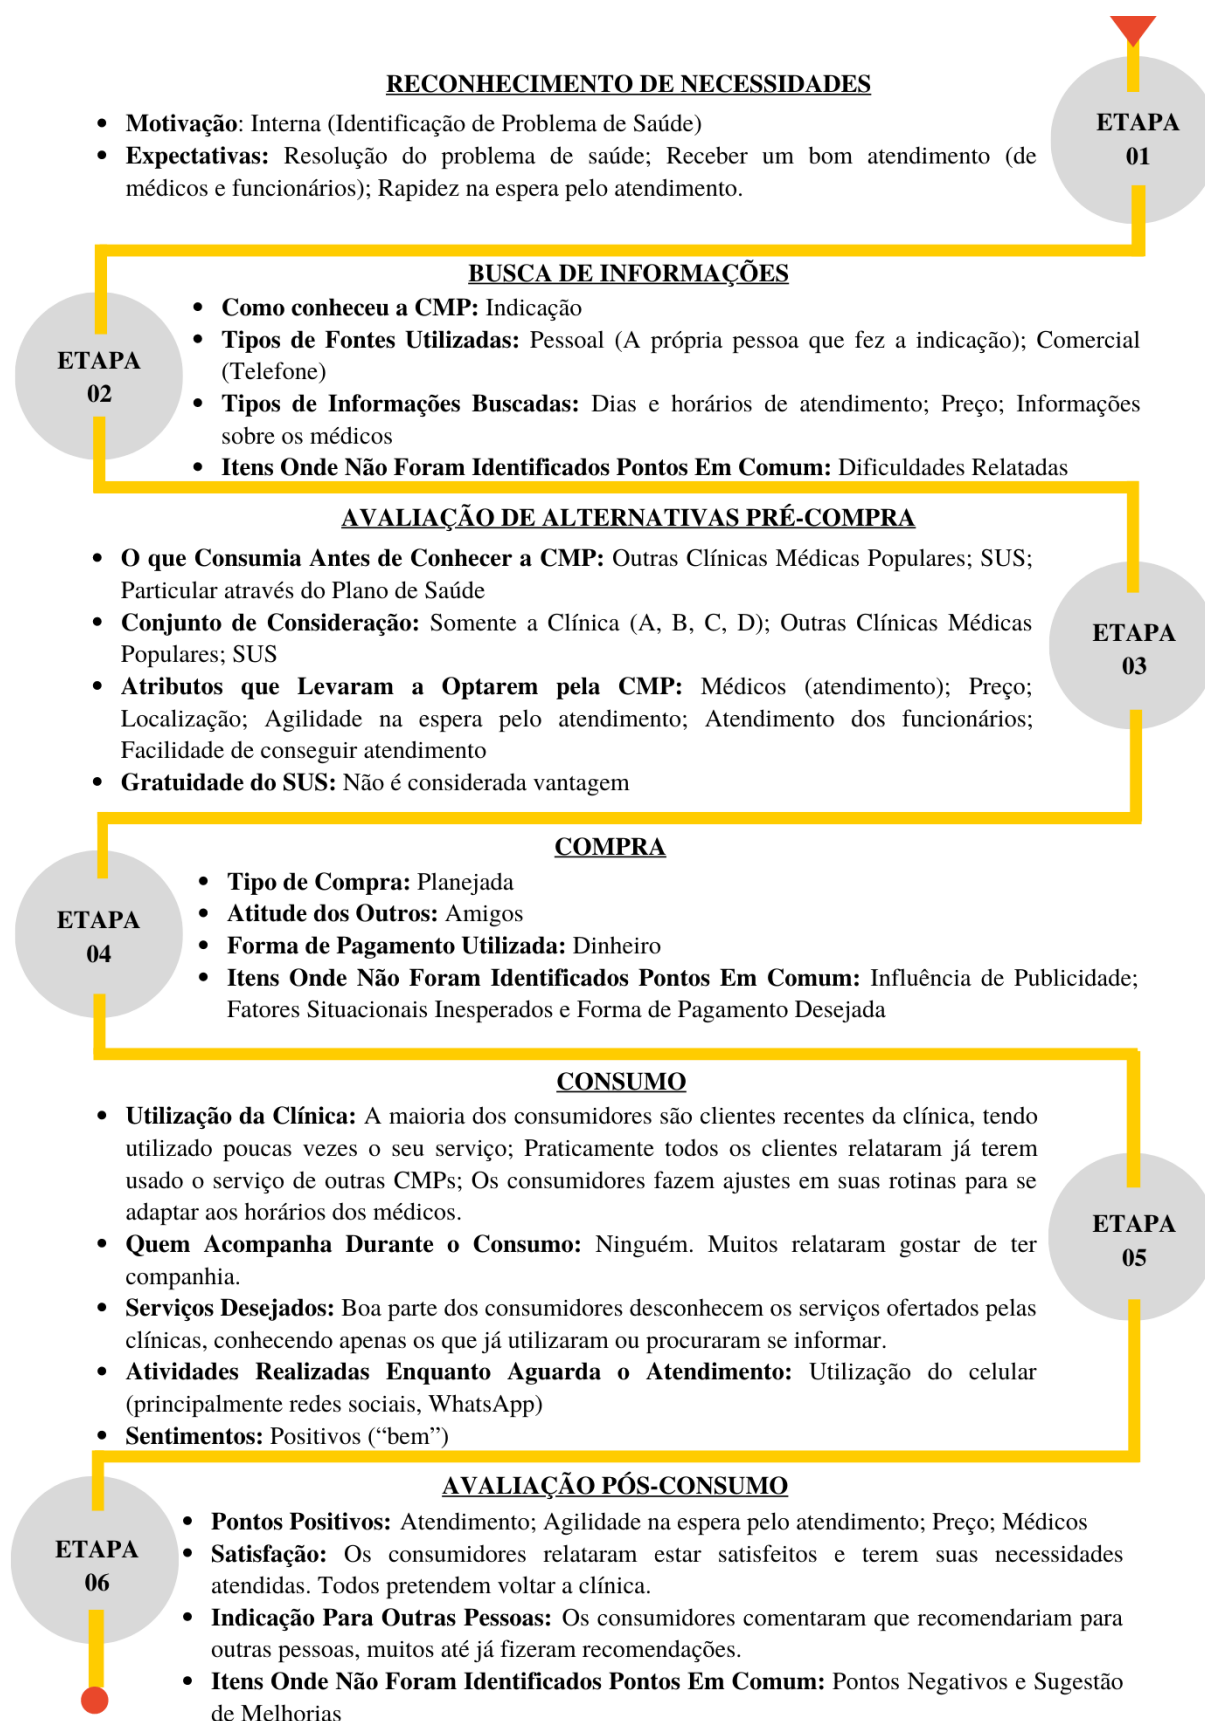 RECONHECIMENTO DE NECESSIDADES
• Motivação: Interna (Identificação de Problema de Saúde)
• Expectativas: Resolução do problema de saúde; Receber um bom atendimento (de
médicos e funcionários); Rapidez na espera pelo atendimento.
ETAPA
01
BUSCA DE INFORMAÇÕES
• Como conheceu a CMP: Indicação
• Tipos de Fontes Utilizadas: Pessoal (A própria pessoa que fez a indicação); Comercial
(Telefone)
• Tipos de Informações Buscadas: Dias e horários de atendimento; Preço; Informações
sobre os médicos
• Itens Onde Não Foram Identificados Pontos Em Comum: Dificuldades Relatadas
ETAPA
02
AVALIAÇÃO DE ALTERNATIVAS PRÉ-COMPRA
• O que Consumia Antes de Conhecer a CMP: Outras Clínicas Médicas Populares; SUS;
Particular através do Plano de Saúde
• Conjunto de Consideração: Somente a Clínica (A, B, C, D); Outras Clínicas Médicas
Populares; SUS
• Atributos que Levaram a Optarem pela CMP: Médicos (atendimento); Preço;
Localização; Agilidade na espera pelo atendimento; Atendimento dos funcionários;
Facilidade de conseguir atendimento
• Gratuidade do SUS: Não é considerada vantagem
ETAPA
03
COMPRA
• Tipo de Compra: Planejada
• Atitude dos Outros: Amigos
• Forma de Pagamento Utilizada: Dinheiro
• Itens Onde Não Foram Identificados Pontos Em Comum: Influência de Publicidade;
Fatores Situacionais Inesperados e Forma de Pagamento Desejada
ETAPA
04
CONSUMO
• Utilização da Clínica: A maioria dos consumidores são clientes recentes da clínica, tendo
utilizado poucas vezes o seu serviço; Praticamente todos os clientes relataram já terem
usado o serviço de outras CMPs; Os consumidores fazem ajustes em suas rotinas para se
adaptar aos horários dos médicos.
• Quem Acompanha Durante o Consumo: Ninguém. Muitos relataram gostar de ter
companhia.
• Serviços Desejados: Boa parte dos consumidores desconhecem os serviços ofertados pelas
clínicas, conhecendo apenas os que já utilizaram ou procuraram se informar.
• Atividades Realizadas Enquanto Aguarda o Atendimento: Utilização do celular
(principalmente redes sociais, WhatsApp)
• Sentimentos: Positivos (“bem”)
ETAPA
05
AVALIAÇÃO PÓS-CONSUMO
• Pontos Positivos: Atendimento; Agilidade na espera pelo atendimento; Preço; Médicos
• Satisfação: Os consumidores relataram estar satisfeitos e terem suas necessidades
atendidas. Todos pretendem voltar a clínica.
• Indicação Para Outras Pessoas: Os consumidores comentaram que recomendariam para
outras pessoas, muitos até já fizeram recomendações.
• Itens Onde Não Foram Identificados Pontos Em Comum: Pontos Negativos e Sugestão
de Melhorias
ETAPA
06